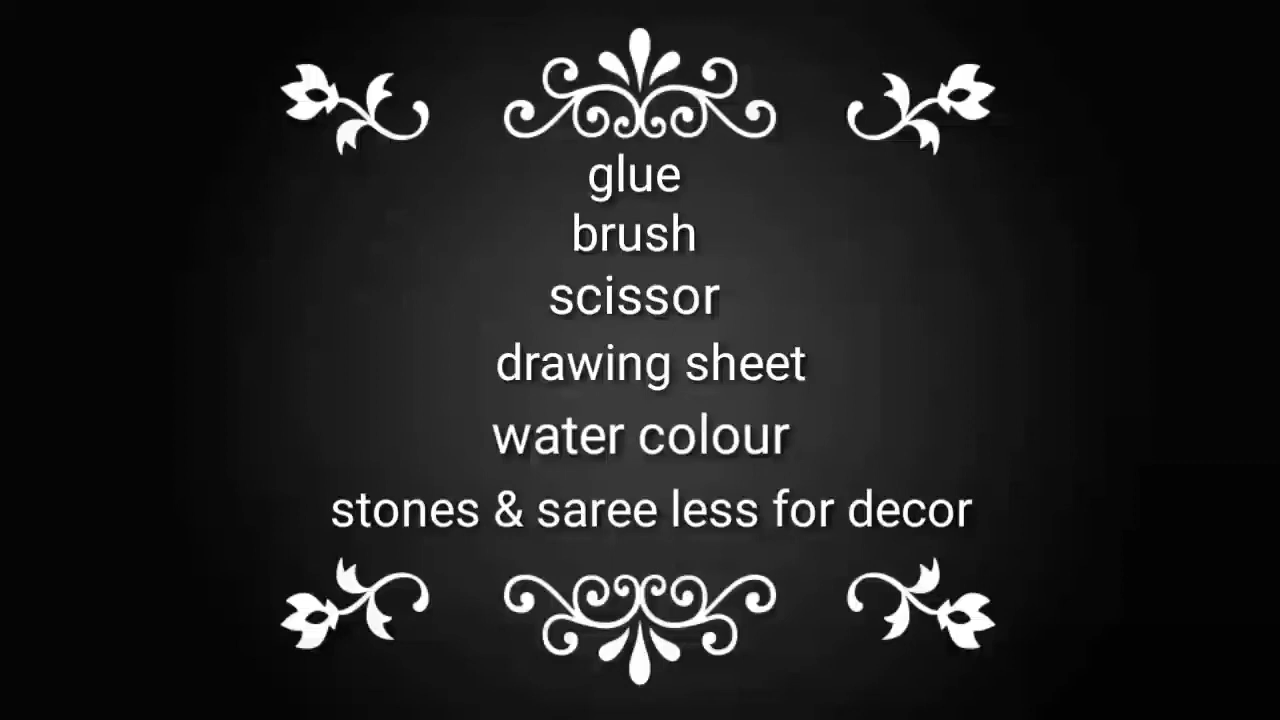 glue
brush
scissor
drawing sheet
water colour
stones & saree less for decor